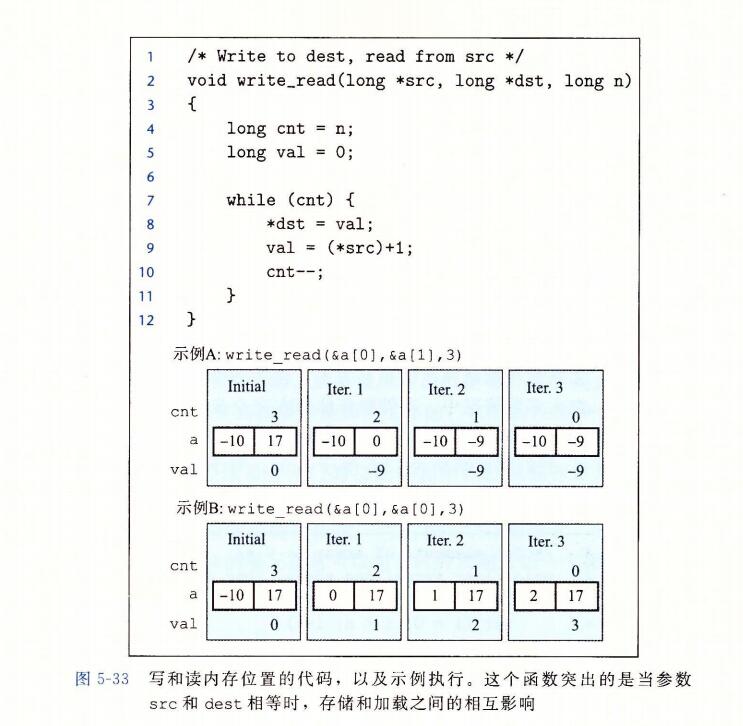 1 /* Write to dest, read from src */
2 void write_read(long *src, long *dst, long n)
3 {
4 long cnt = n;
5 long val = 0;
6
7 while (cnt) {
8 *dst = val;
9 val = (*src)+1;
10 cnt--;
11 }
12 }
示例A: write_read(&a[0],&a[1],3)
Initial Iter. 1 Iter. 2 Iter. 3
cnt 3 2 1 0
a -10 17 -10 0 -10 -9 -10 -9
val 0 -9 -9 -9
示例B: write_read(&a[0],&a[0],3)
Initial Iter. 1 Iter. 2 Iter. 3
cnt 3 2 1 0
a -10 17 0 17 1 17 2 17
val 0 1 2 3
图 5-33 写和读内存位置的代码，以及示例执行。这个函数突出的是当参数
src 和 dest 相等时，存储和加载之间的相互影响